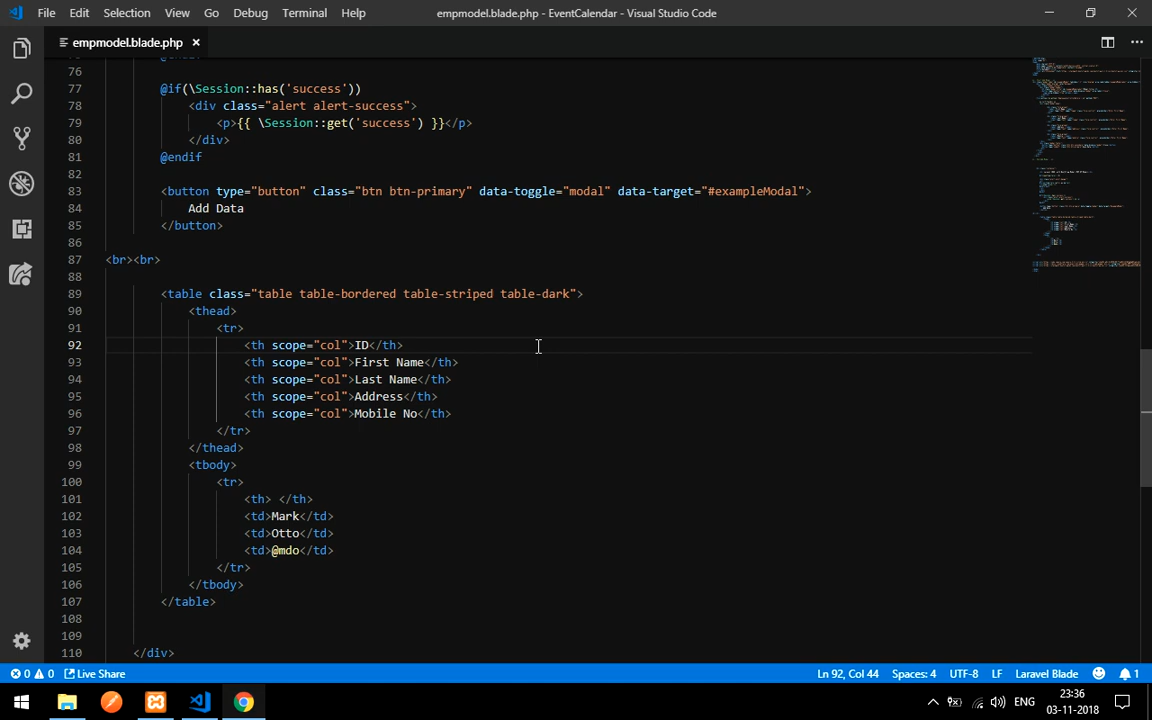 File Edit Selection View Go Debug Terminal Help empmodel.blade.php - EventCalendar - Visual Studio Code
empmodel.blade.php ×
76
77 @if(\Session::has('success'))
78 <div class="alert alert-success">
79 <p>{{ \Session::get('success') }}</p>
80 </div>
81 @endif
82
83 <button type="button" class="btn btn-primary" data-toggle="modal" data-target="#exampleModal">
84 Add Data
85 </button>
86
87 <br><br>
88
89 <table class="table table-bordered table-striped table-dark">
90 <thead>
91 <tr>
92 <th scope="col">ID</th>
93 <th scope="col">First Name</th>
94 <th scope="col">Last Name</th>
95 <th scope="col">Address</th>
96 <th scope="col">Mobile No</th>
97 </tr>
98 </thead>
99 <tbody>
100 <tr>
101 <th> </th>
102 <td>Mark</td>
103 <td>Otto</td>
104 <td>@mdo</td>
105 </tr>
106 </tbody>
107 </table>
108
109
110 </div>
0 0 Live Share Ln 92, Col 44 Spaces: 4 UTF-8 LF Laravel Blade 1
ENG 23:36
03-11-2018